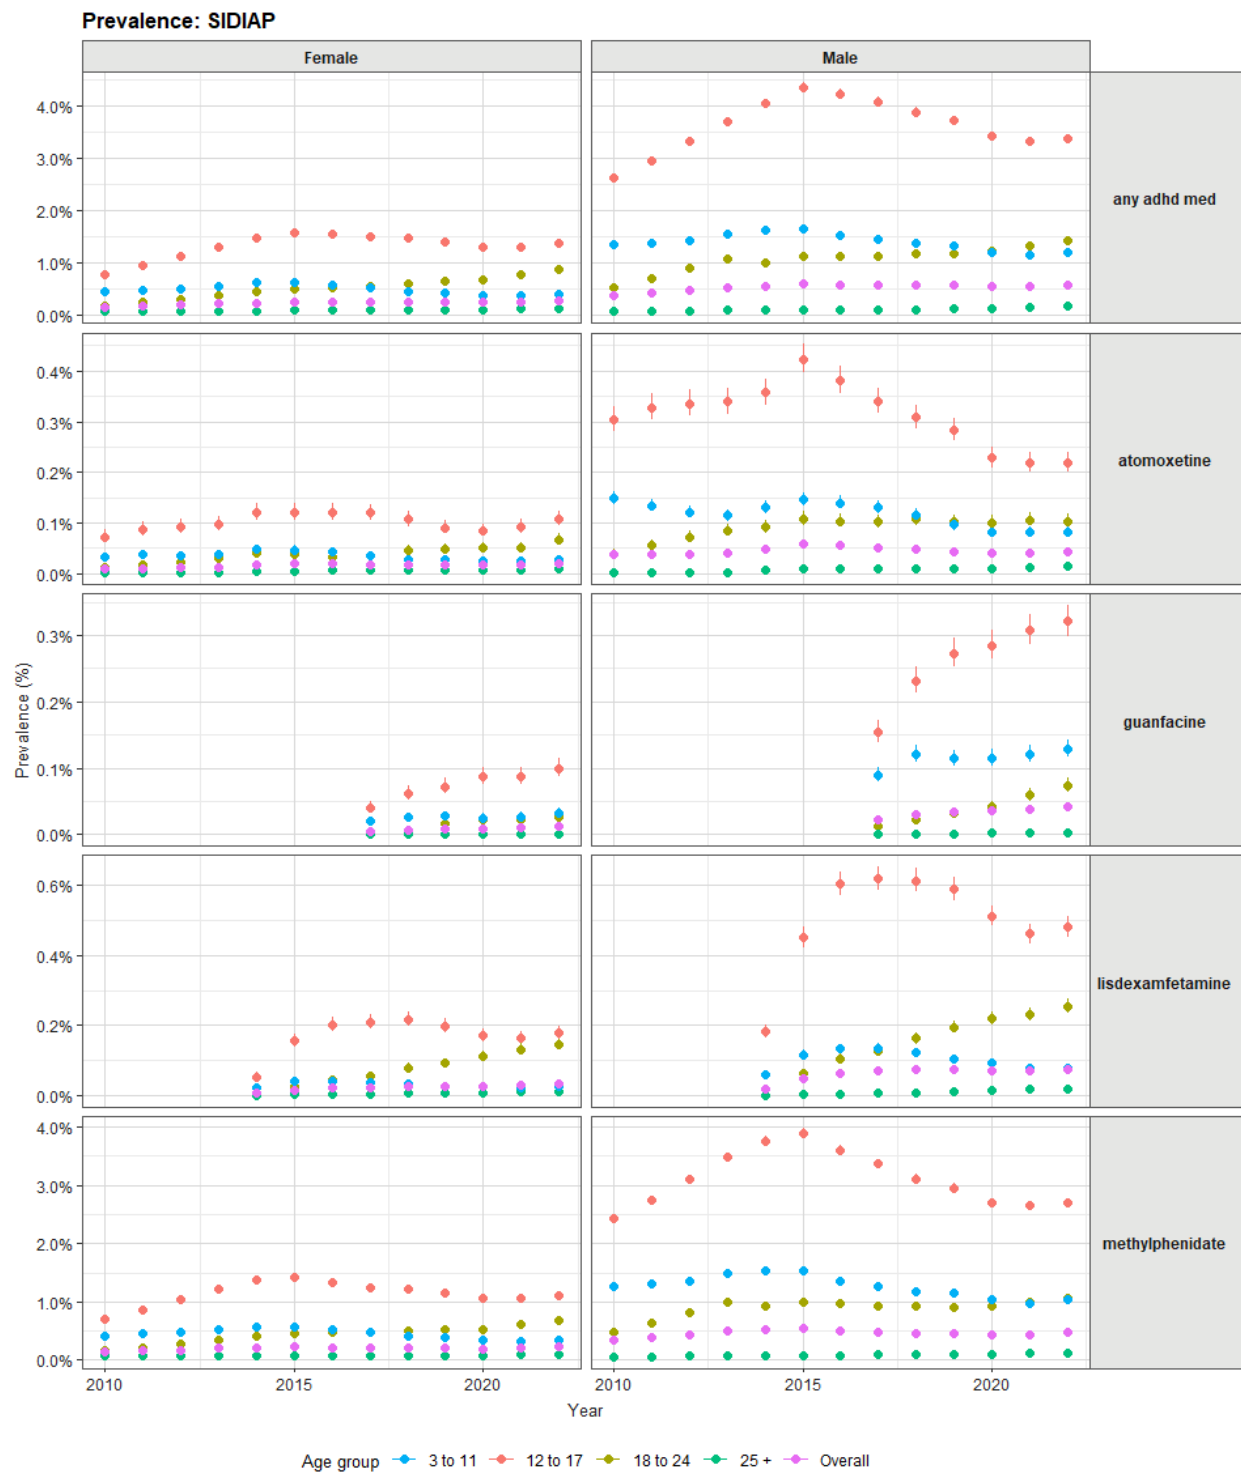 Prevalence: SIDIAP
Female
Male
4.0%
3.0%
2.0%
1.0%
0.0%
any adhd med
0.4%
0.3%
0.2%
0.1%
0.0%
atomoxetine
0.3%
0.2%
0.1%
0.0%
guanfacine
Prevalence (%)
0.6%
0.4%
0.2%
0.0%
lisdexamfetamine
4.0%
3.0%
2.0%
1.0%
0.0%
methylphenidate
2010 2015 2020 2010 2015 2020
Year
Age group 3 to 11 12 to 17 18 to 24 25 + Overall